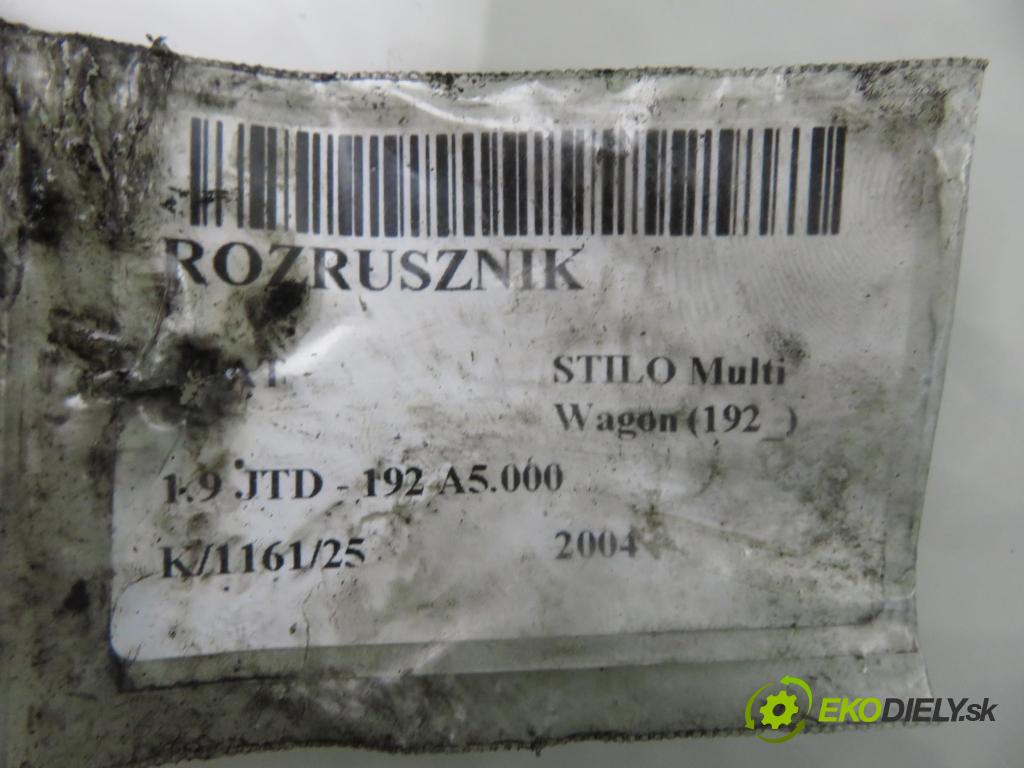 ROZRUSZNIK
STILO Multi
Wagon (192_)
1.9 JTD - 192 A5.000
K/1161/25
2004
EKODIELY.sk